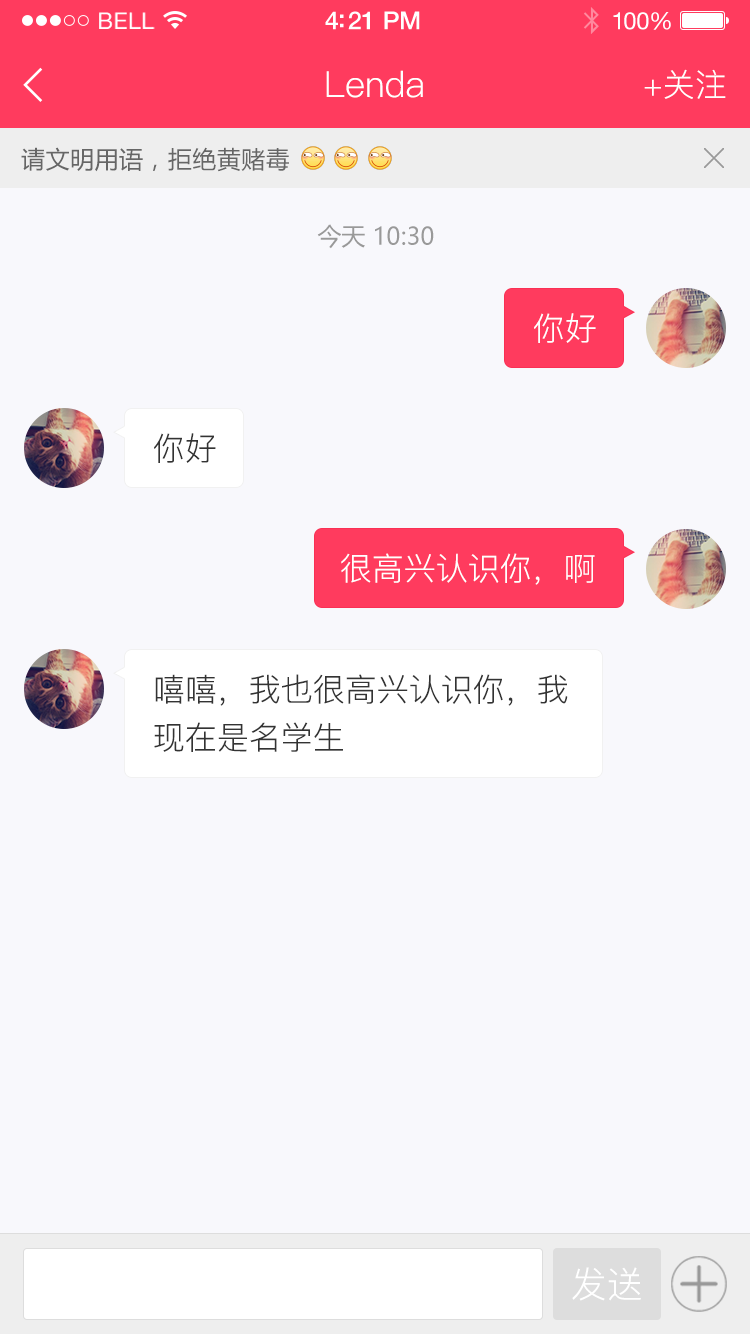 BELL 4:21 PM 100%
Lenda +关注
请文明用语，拒绝黄赌毒
今天 10:30
你好
你好
很高兴认识你，啊
嘻嘻，我也很高兴认识你，我
现在是名学生
发送